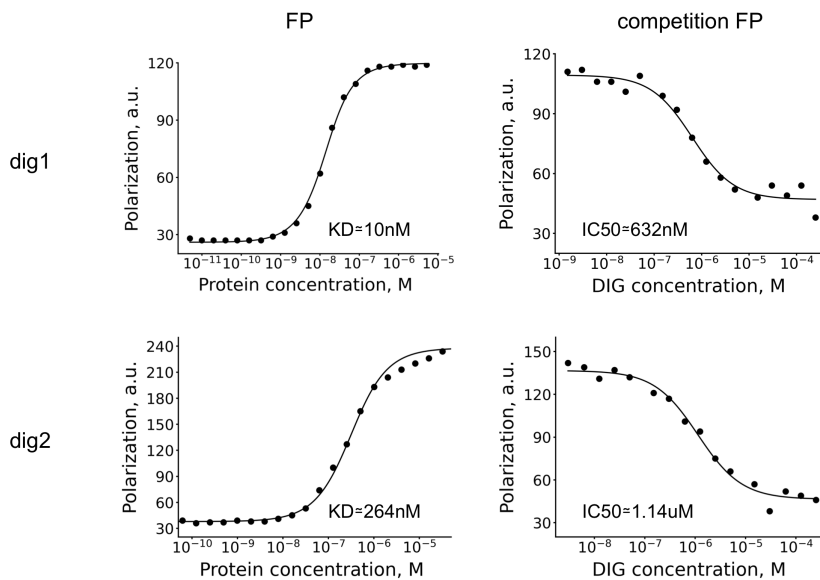 FP
competition FP
dig1
Polarization, a.u.
120
90
60
30
KD≃10nM
10⁻¹¹ 10⁻¹⁰ 10⁻⁹ 10⁻⁸ 10⁻⁷ 10⁻⁶ 10⁻⁵
Protein concentration, M
Polarization, a.u.
120
90
60
30
IC50≃632nM
10⁻⁹ 10⁻⁸ 10⁻⁷ 10⁻⁶ 10⁻⁵ 10⁻⁴
DIG concentration, M
dig2
Polarization, a.u.
240
210
180
150
120
90
60
30
KD≃264nM
10⁻¹⁰ 10⁻⁹ 10⁻⁸ 10⁻⁷ 10⁻⁶ 10⁻⁵
Protein concentration, M
Polarization, a.u.
150
120
90
60
30
IC50≃1.14uM
10⁻⁸ 10⁻⁷ 10⁻⁶ 10⁻⁵ 10⁻⁴
DIG concentration, M